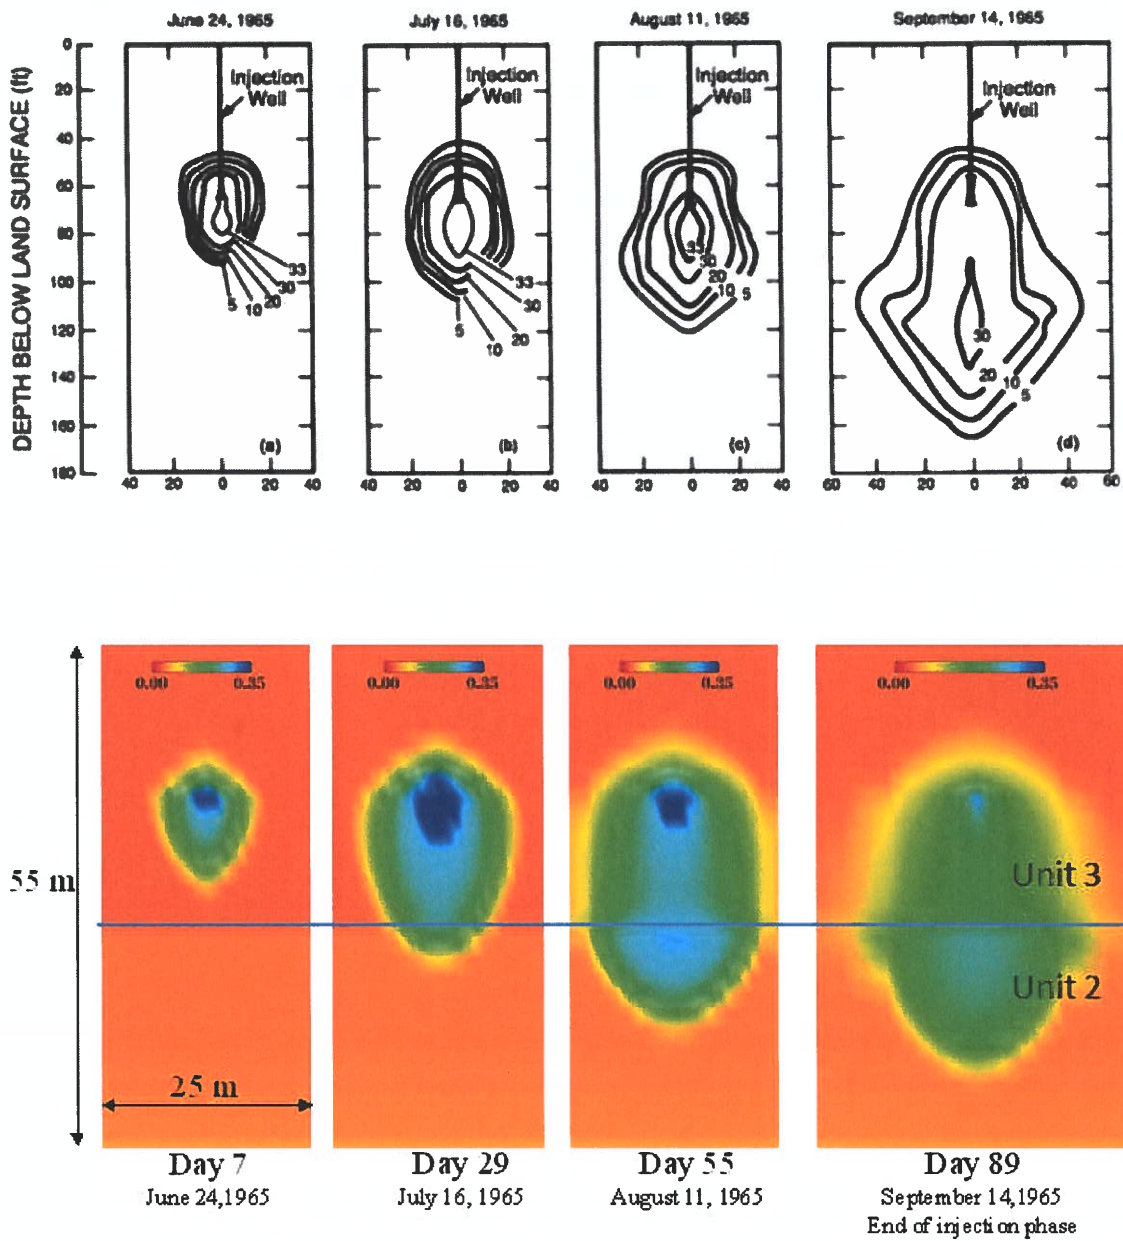 June 24, 1965
July 16, 1965
August 11, 1965
September 14, 1965
DEPTH BELOW LAND SURFACE (ft)
0
20
40
60
80
100
120
140
160
180
Injection
Well
33
30
20
10
5
(a)
40 20 0 20 40
Injection
Well
33
30
20
10
5
(b)
40 20 0 20 40
Injection
Well
33
30
20
10
5
(c)
40 20 0 20 40
Injection
Well
30
20
10
5
(d)
60 40 20 0 20 40 60
0.00 0.35
0.00 0.35
0.00 0.35
0.00 0.35
55 m
Unit 3
Unit 2
25 m
Day 7
June 24,1965
Day 29
July 16, 1965
Day 55
August 11, 1965
Day 89
September 14,1965
End of injection phase